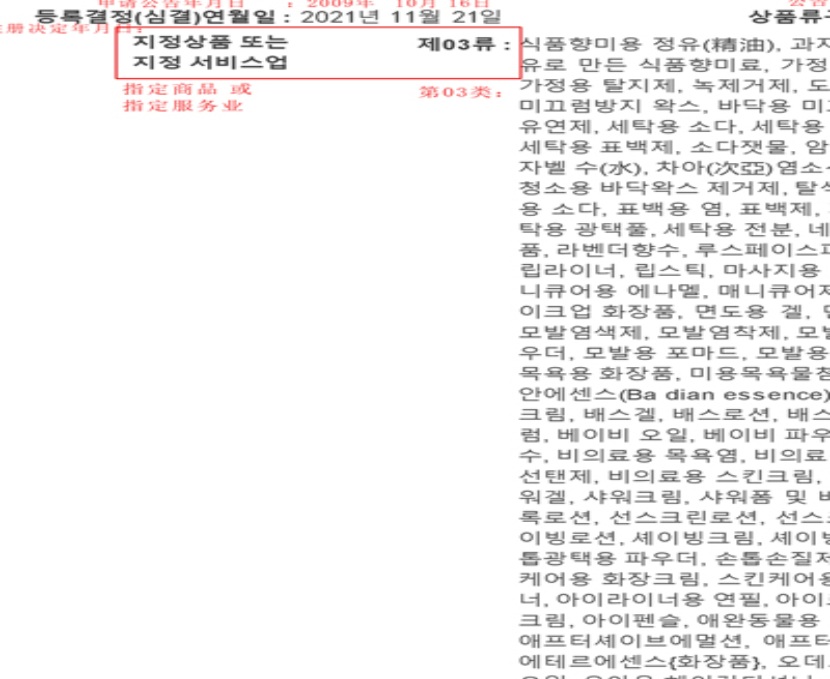 申请公告年月日 : 2009年 10月 16日
등록결정(심결)연월일 : 2021년 11월 21일 상품류
册决定年月日:
지정상품 또는 제03류 : 식품향미용 정유(精油), 과자
지정 서비스업 유로 만든 식품향미료, 가정
指定商品 或 第03类: 가정용 탈지제, 녹제거제, 도
指定服务业 미끄럼방지 왁스, 바닥용 미
유연제, 세탁용 소다, 세탁용
세탁용 표백제, 소다잿물, 암
자벨 수(水), 차아(次亞)염소
청소용 바닥왁스 제거제, 탈색
용 소다, 표백용 염, 표백제,
탁용 광택풀, 세탁용 전분, 네
품, 라벤더향수, 루스페이스파
립라이너, 립스틱, 마사지용
니큐어용 에나멜, 매니큐어제
이크업 화장품, 면도용 겔, 면
모발염색제, 모발염착제, 모발
우더, 모발용 포마드, 모발용
목욕용 화장품, 미용목욕물첨
안에센스(Ba dian essence)
크림, 배스겔, 배스로션, 배스
럼, 베이비 오일, 베이비 파우
수, 비의료용 목욕염, 비의료
선탠제, 비의료용 스킨크림,
워겔, 샤워크림, 샤워폼 및
록로션, 선스크린로션, 선스
이빙로션, 셰이빙크림, 셰이빙
톱광택용 파우더, 손톱손질제
케어용 화장크림, 스킨케어용
너, 아이라이너용 연필, 아이
크림, 아이펜슬, 애완동물용
애프터셰이브에멀션, 애프터
에테르에센스{화장품}, 오데